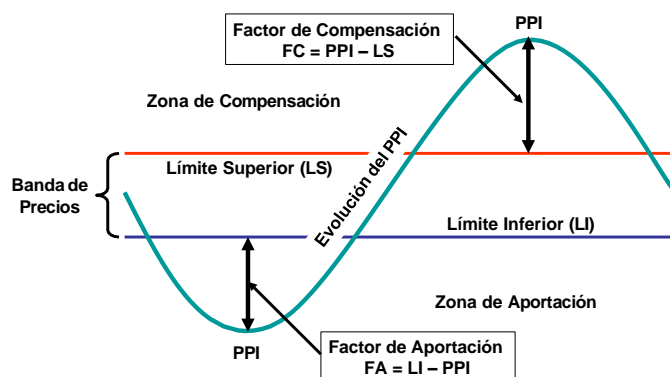 PPI
Factor de Compensación
FC = PPI – LS
Zona de Compensación
Límite Superior (LS)
Banda de
Precios
Evolución del PPI
Límite Inferior (LI)
Zona de Aportación
PPI
Factor de Aportación
FA = LI – PPI